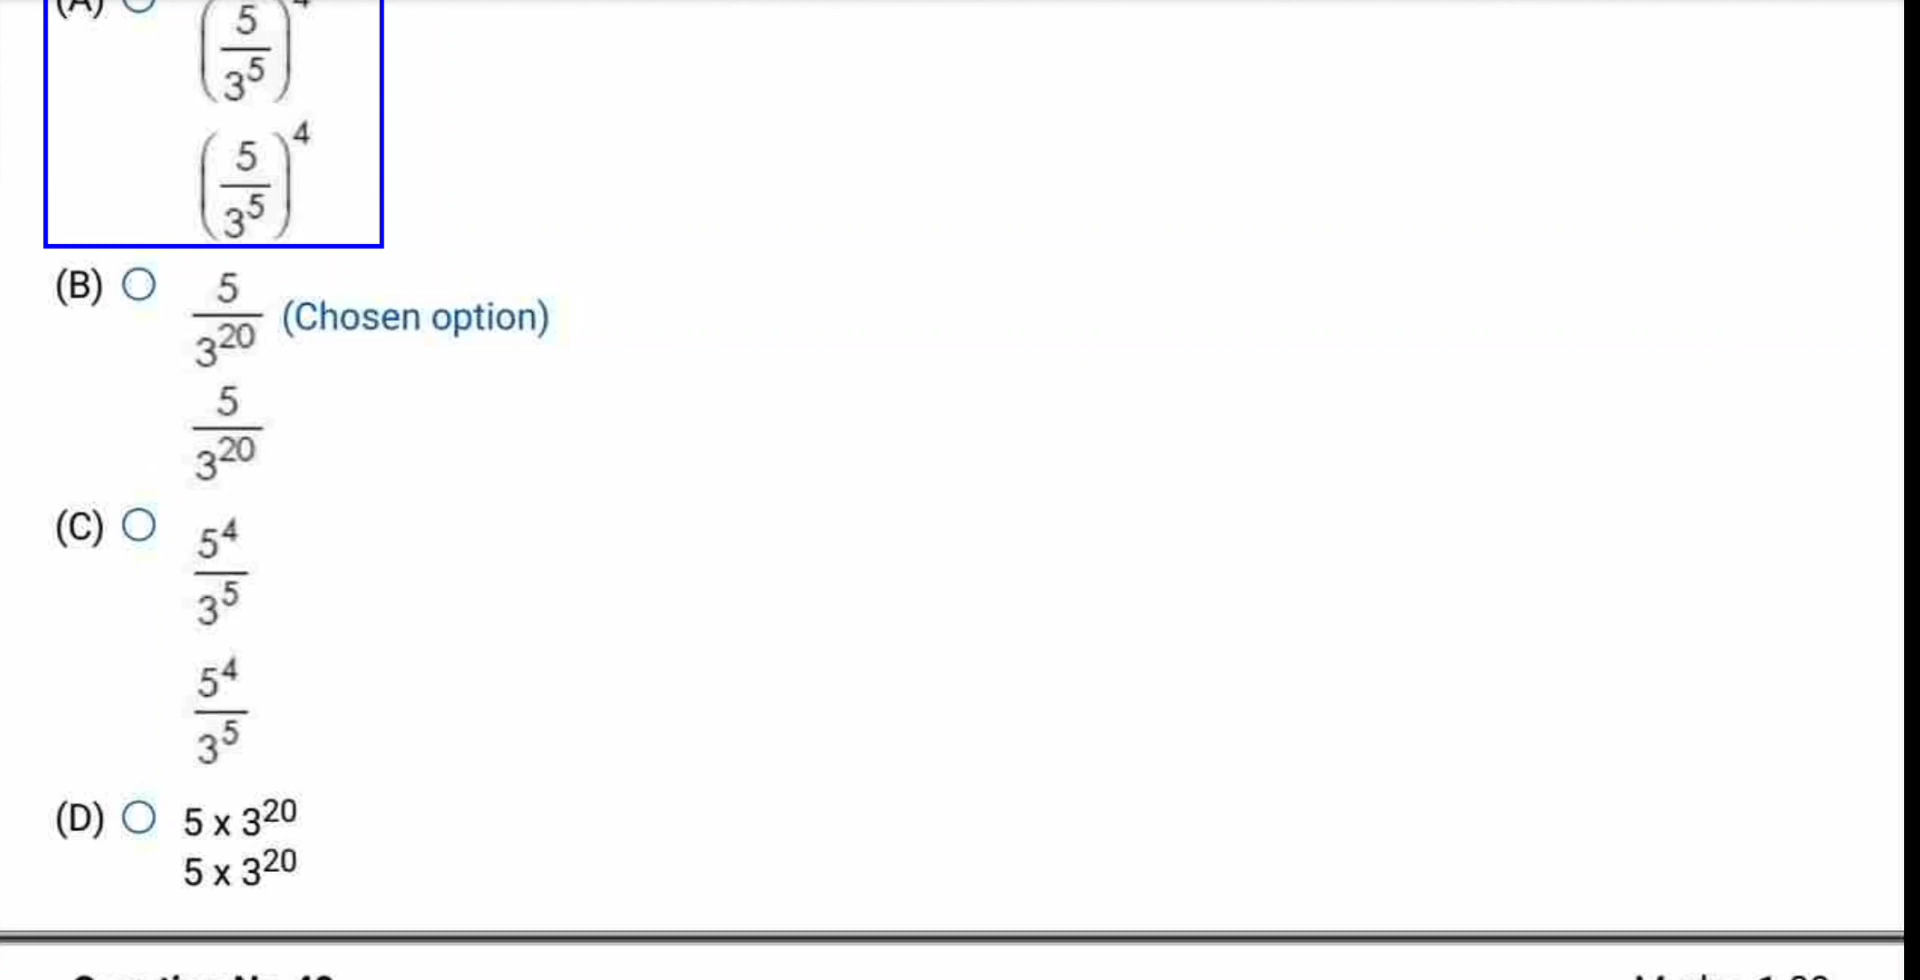 (A) (5/3^5)^4
(5/3^5)^4
(B) 5/3^20 (Chosen option)
5/3^20
(C) 5^4/3^5
5^4/3^5
(D) 5 x 3^20
5 x 3^20